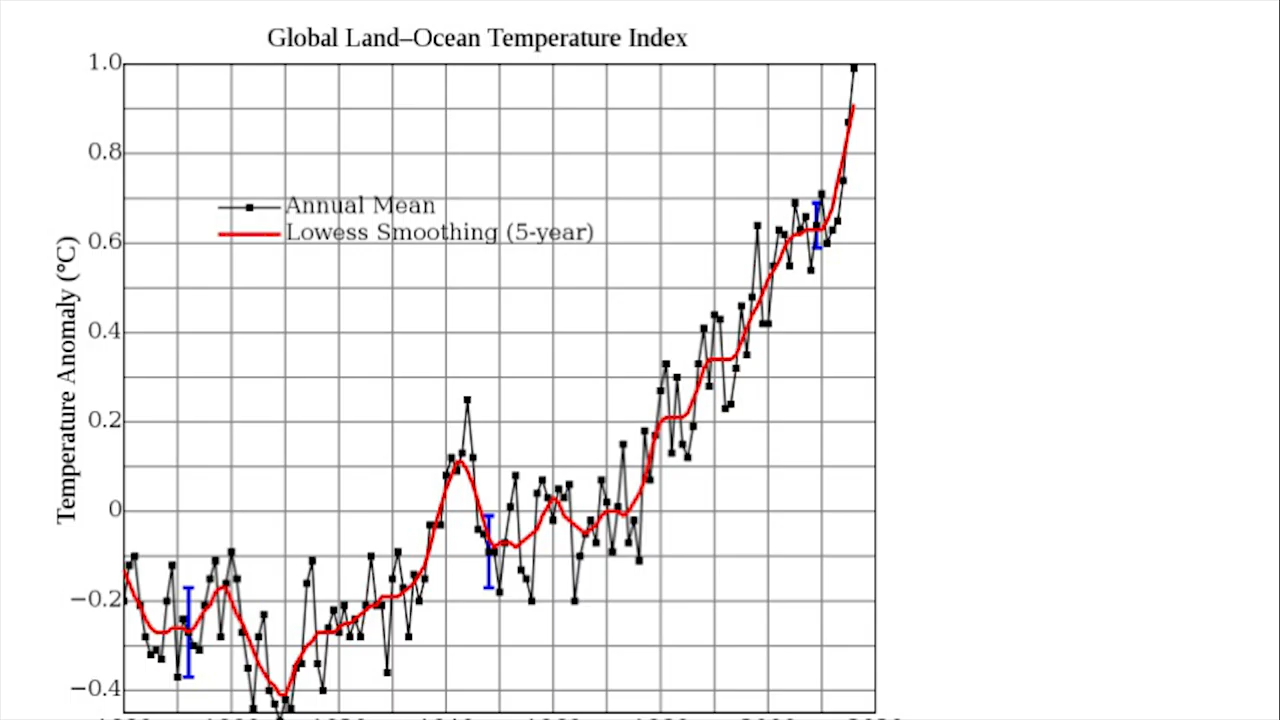 Global Land–Ocean Temperature Index
1.0
0.8
Annual Mean
Lowess Smoothing (5-year)
0.6
Temperature Anomaly (°C)
0.4
0.2
0
−0.2
−0.4